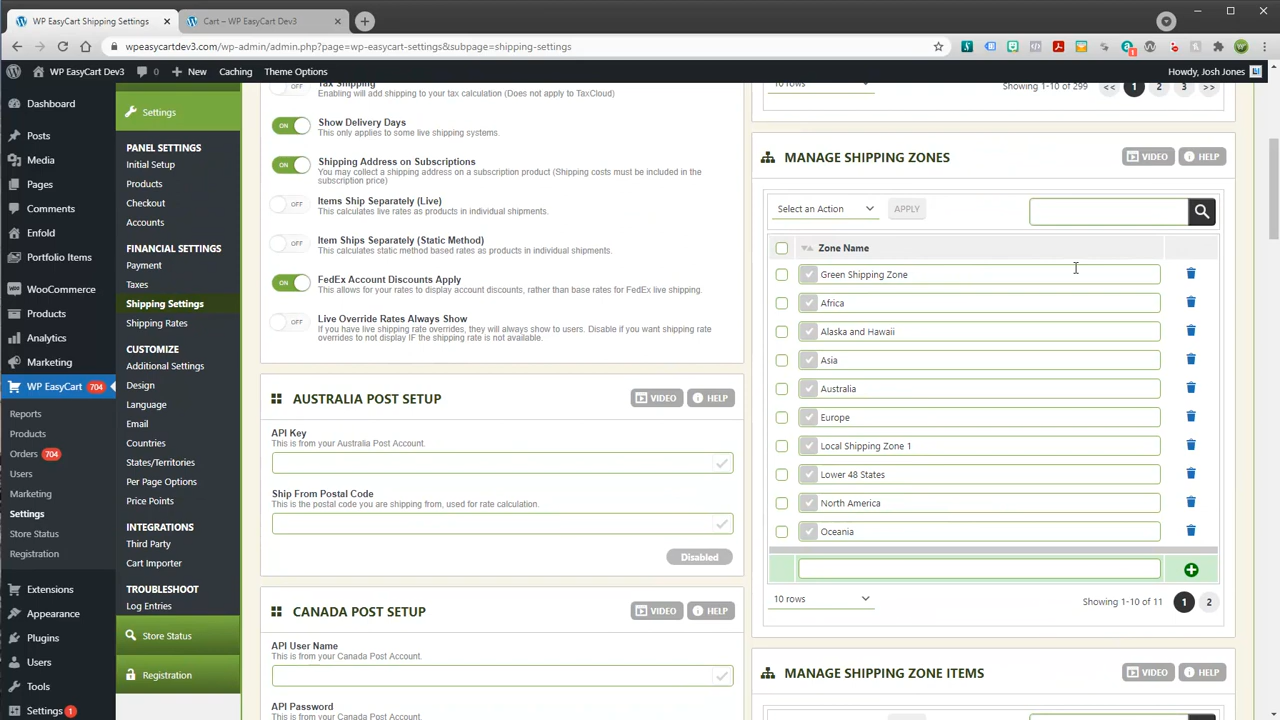 WP EasyCart Shipping Settings
Cart – WP EasyCart Dev3
wpeasycartdev3.com/wp-admin/admin.php?page=wp-easycart-settings&subpage=shipping-settings
WP EasyCart Dev3
0
New
Caching
Theme Options
Howdy, Josh Jones
Dashboard
Posts
Media
Pages
Comments
Enfold
Portfolio Items
WooCommerce
Products
Analytics
Marketing
WP EasyCart 704
Reports
Products
Orders 704
Users
Marketing
Settings
Store Status
Registration
Extensions
Appearance
Plugins
Users
Tools
Settings 1
Settings
PANEL SETTINGS
Initial Setup
Products
Checkout
Accounts
FINANCIAL SETTINGS
Payment
Taxes
Shipping Settings
Shipping Rates
CUSTOMIZE
Additional Settings
Design
Language
Email
Countries
States/Territories
Per Page Options
Price Points
INTEGRATIONS
Third Party
Cart Importer
TROUBLESHOOT
Log Entries
Store Status
Registration
OFF
Tax Shipping
Enabling will add shipping to your tax calculation (Does not apply to TaxCloud)
ON
Show Delivery Days
This only applies to some live shipping systems.
ON
Shipping Address on Subscriptions
You may collect a shipping address on a subscription product (Shipping costs must be included in the
subscription price)
OFF
Items Ship Separately (Live)
This calculates live rates as products in individual shipments.
OFF
Item Ships Separately (Static Method)
This calculates static method based rates as products in individual shipments.
ON
FedEx Account Discounts Apply
This allows for your rates to display account discounts, rather than base rates for FedEx live shipping.
OFF
Live Override Rates Always Show
If you have live shipping rate overrides, they will always show to users. Disable if you want shipping rate
overrides to not display IF the shipping rate is not available.
AUSTRALIA POST SETUP
VIDEO
HELP
API Key
This is from your Australia Post Account.
Ship From Postal Code
This is the postal code you are shipping from, used for rate calculation.
Disabled
CANADA POST SETUP
VIDEO
HELP
API User Name
This is from your Canada Post Account.
API Password
This is from your Canada Post Account.
10 rows
Showing 1-10 of 299
<<
1
2
3
>>
MANAGE SHIPPING ZONES
VIDEO
HELP
Select an Action
APPLY
Zone Name
Green Shipping Zone
Africa
Alaska and Hawaii
Asia
Australia
Europe
Local Shipping Zone 1
Lower 48 States
North America
Oceania
10 rows
Showing 1-10 of 11
1
2
MANAGE SHIPPING ZONE ITEMS
VIDEO
HELP